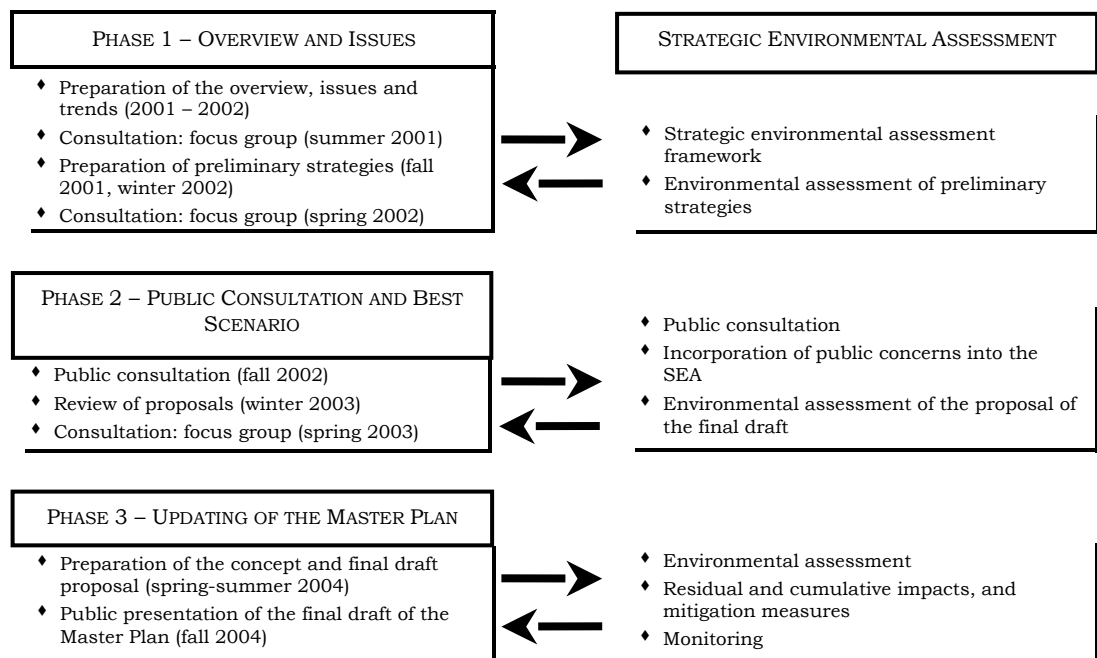 PHASE 1 – OVERVIEW AND ISSUES
♦ Preparation of the overview, issues and
trends (2001 – 2002)
♦ Consultation: focus group (summer 2001)
♦ Preparation of preliminary strategies (fall
2001, winter 2002)
♦ Consultation: focus group (spring 2002)
STRATEGIC ENVIRONMENTAL ASSESSMENT
♦ Strategic environmental assessment
framework
♦ Environmental assessment of preliminary
strategies
PHASE 2 – PUBLIC CONSULTATION AND BEST
SCENARIO
♦ Public consultation (fall 2002)
♦ Review of proposals (winter 2003)
♦ Consultation: focus group (spring 2003)
♦ Public consultation
♦ Incorporation of public concerns into the
SEA
♦ Environmental assessment of the proposal of
the final draft
PHASE 3 – UPDATING OF THE MASTER PLAN
♦ Preparation of the concept and final draft
proposal (spring-summer 2004)
♦ Public presentation of the final draft of the
Master Plan (fall 2004)
♦ Environmental assessment
♦ Residual and cumulative impacts, and
mitigation measures
♦ Monitoring